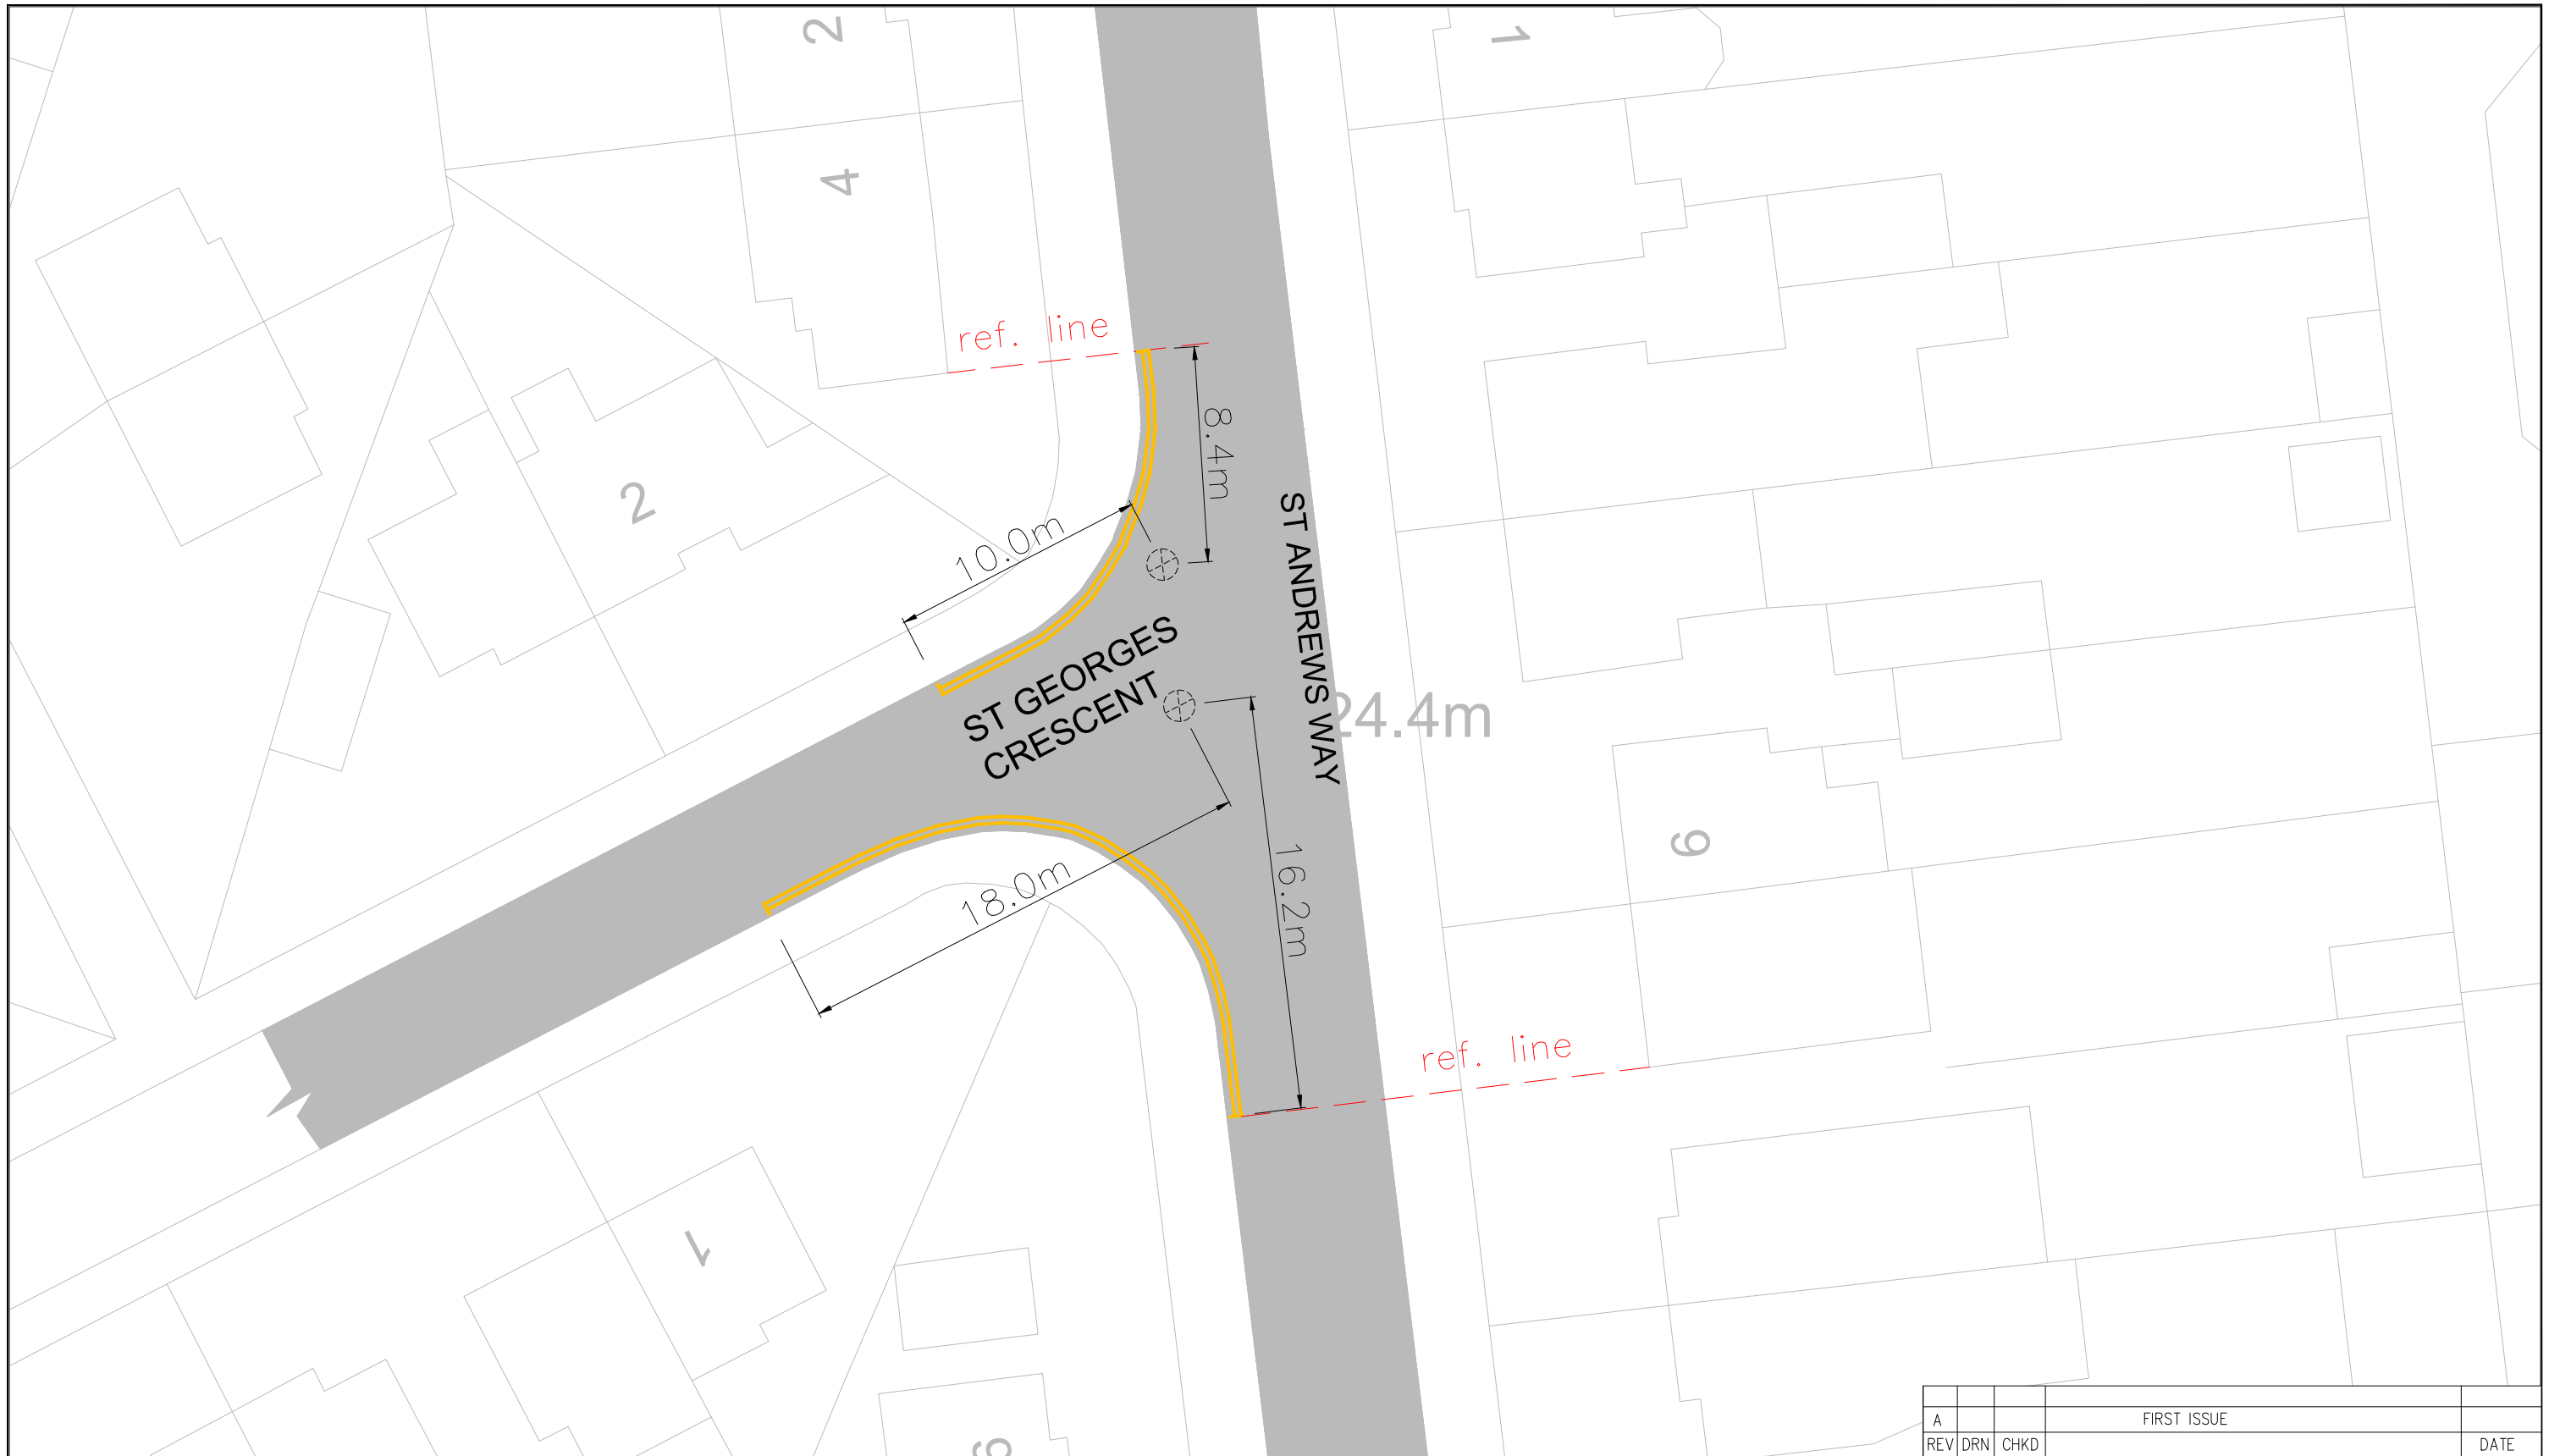 2
1
4
ref. line
8.4m
2
10.0m
ST ANDREWS WAY
ST GEORGES
CRESCENT
24.4m
18.0m
16.2m
9
ref. line
1
A FIRST ISSUE
REV DRN CHKD DATE